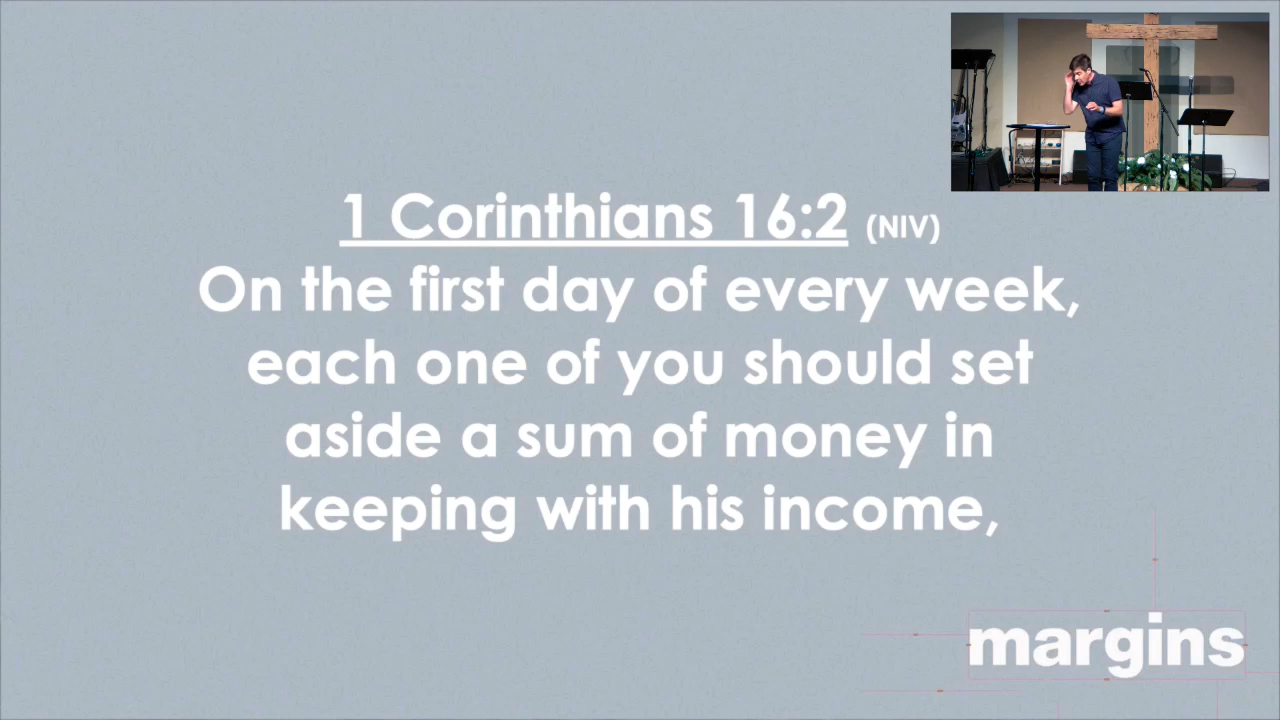 1 Corinthians 16:2 (NIV)
On the first day of every week,
each one of you should set
aside a sum of money in
keeping with his income,
margins